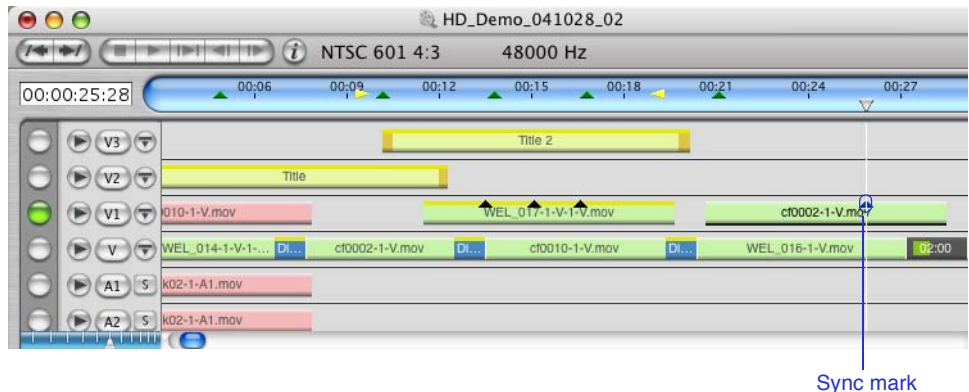 HD_Demo_041028_02
i NTSC 601 4:3 48000 Hz
00:00:25:28 00:06 00:09 00:12 00:15 00:18 00:21 00:24 00:27
V3 Title 2
V2 Title
V1 010-1-V.mov WEL_017-1-V-1-V.mov cf0002-1-V.mov
V WEL_014-1-V-1-... Di... cf0002-1-V.mov Di... cf0010-1-V.mov Di... WEL_016-1-V.mov 02:00
A1 S k02-1-A1.mov
A2 S k02-1-A1.mov
Sync mark